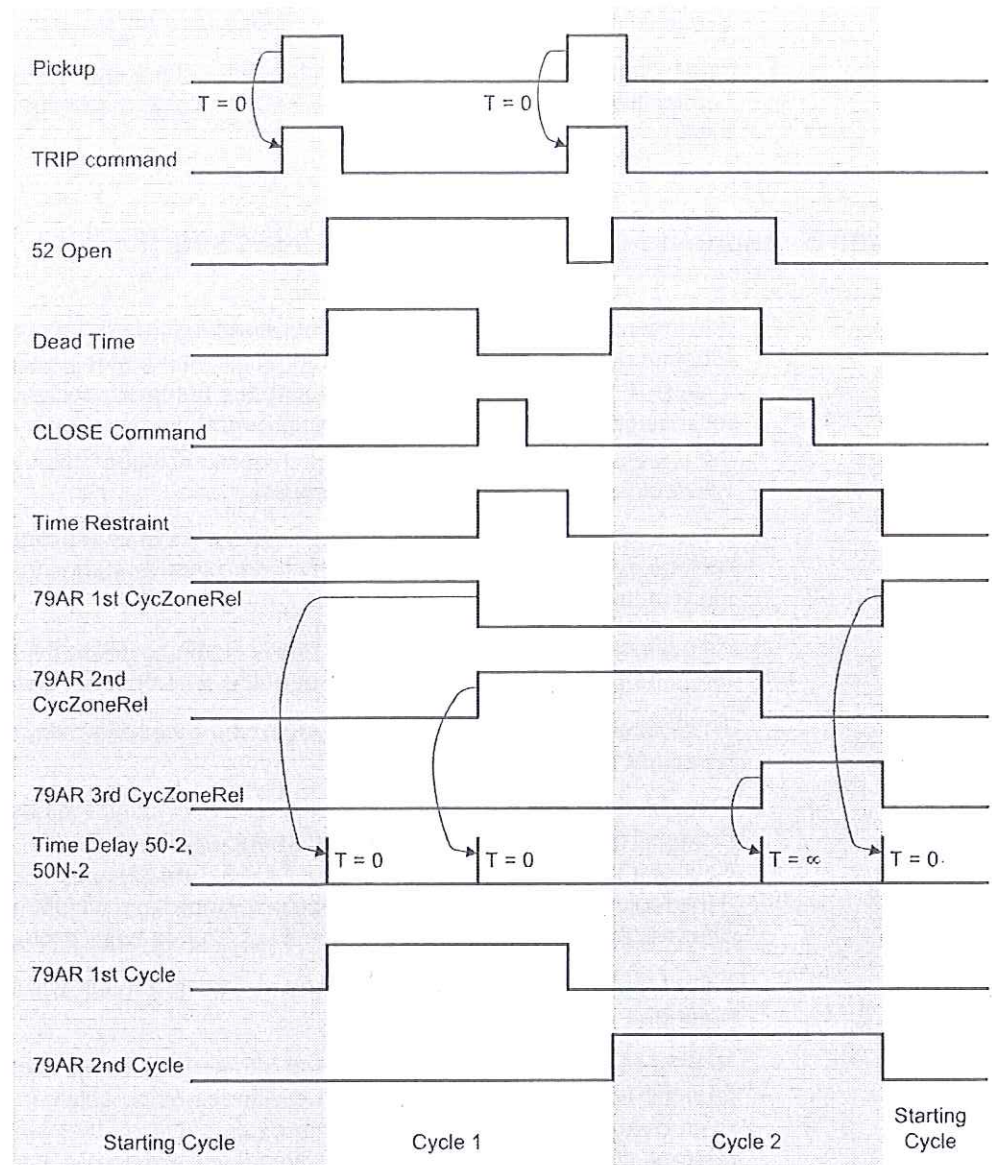 Pickup
T = 0
T = 0
TRIP command
52 Open
Dead Time
CLOSE Command
Time Restraint
79AR 1st CycZoneRel
79AR 2nd
CycZoneRel
79AR 3rd CycZoneRel
Time Delay 50-2,
50N-2
T = 0
T = 0
T = ∝
T = 0
79AR 1st Cycle
79AR 2nd Cycle
Starting Cycle
Cycle 1
Cycle 2
Starting
Cycle